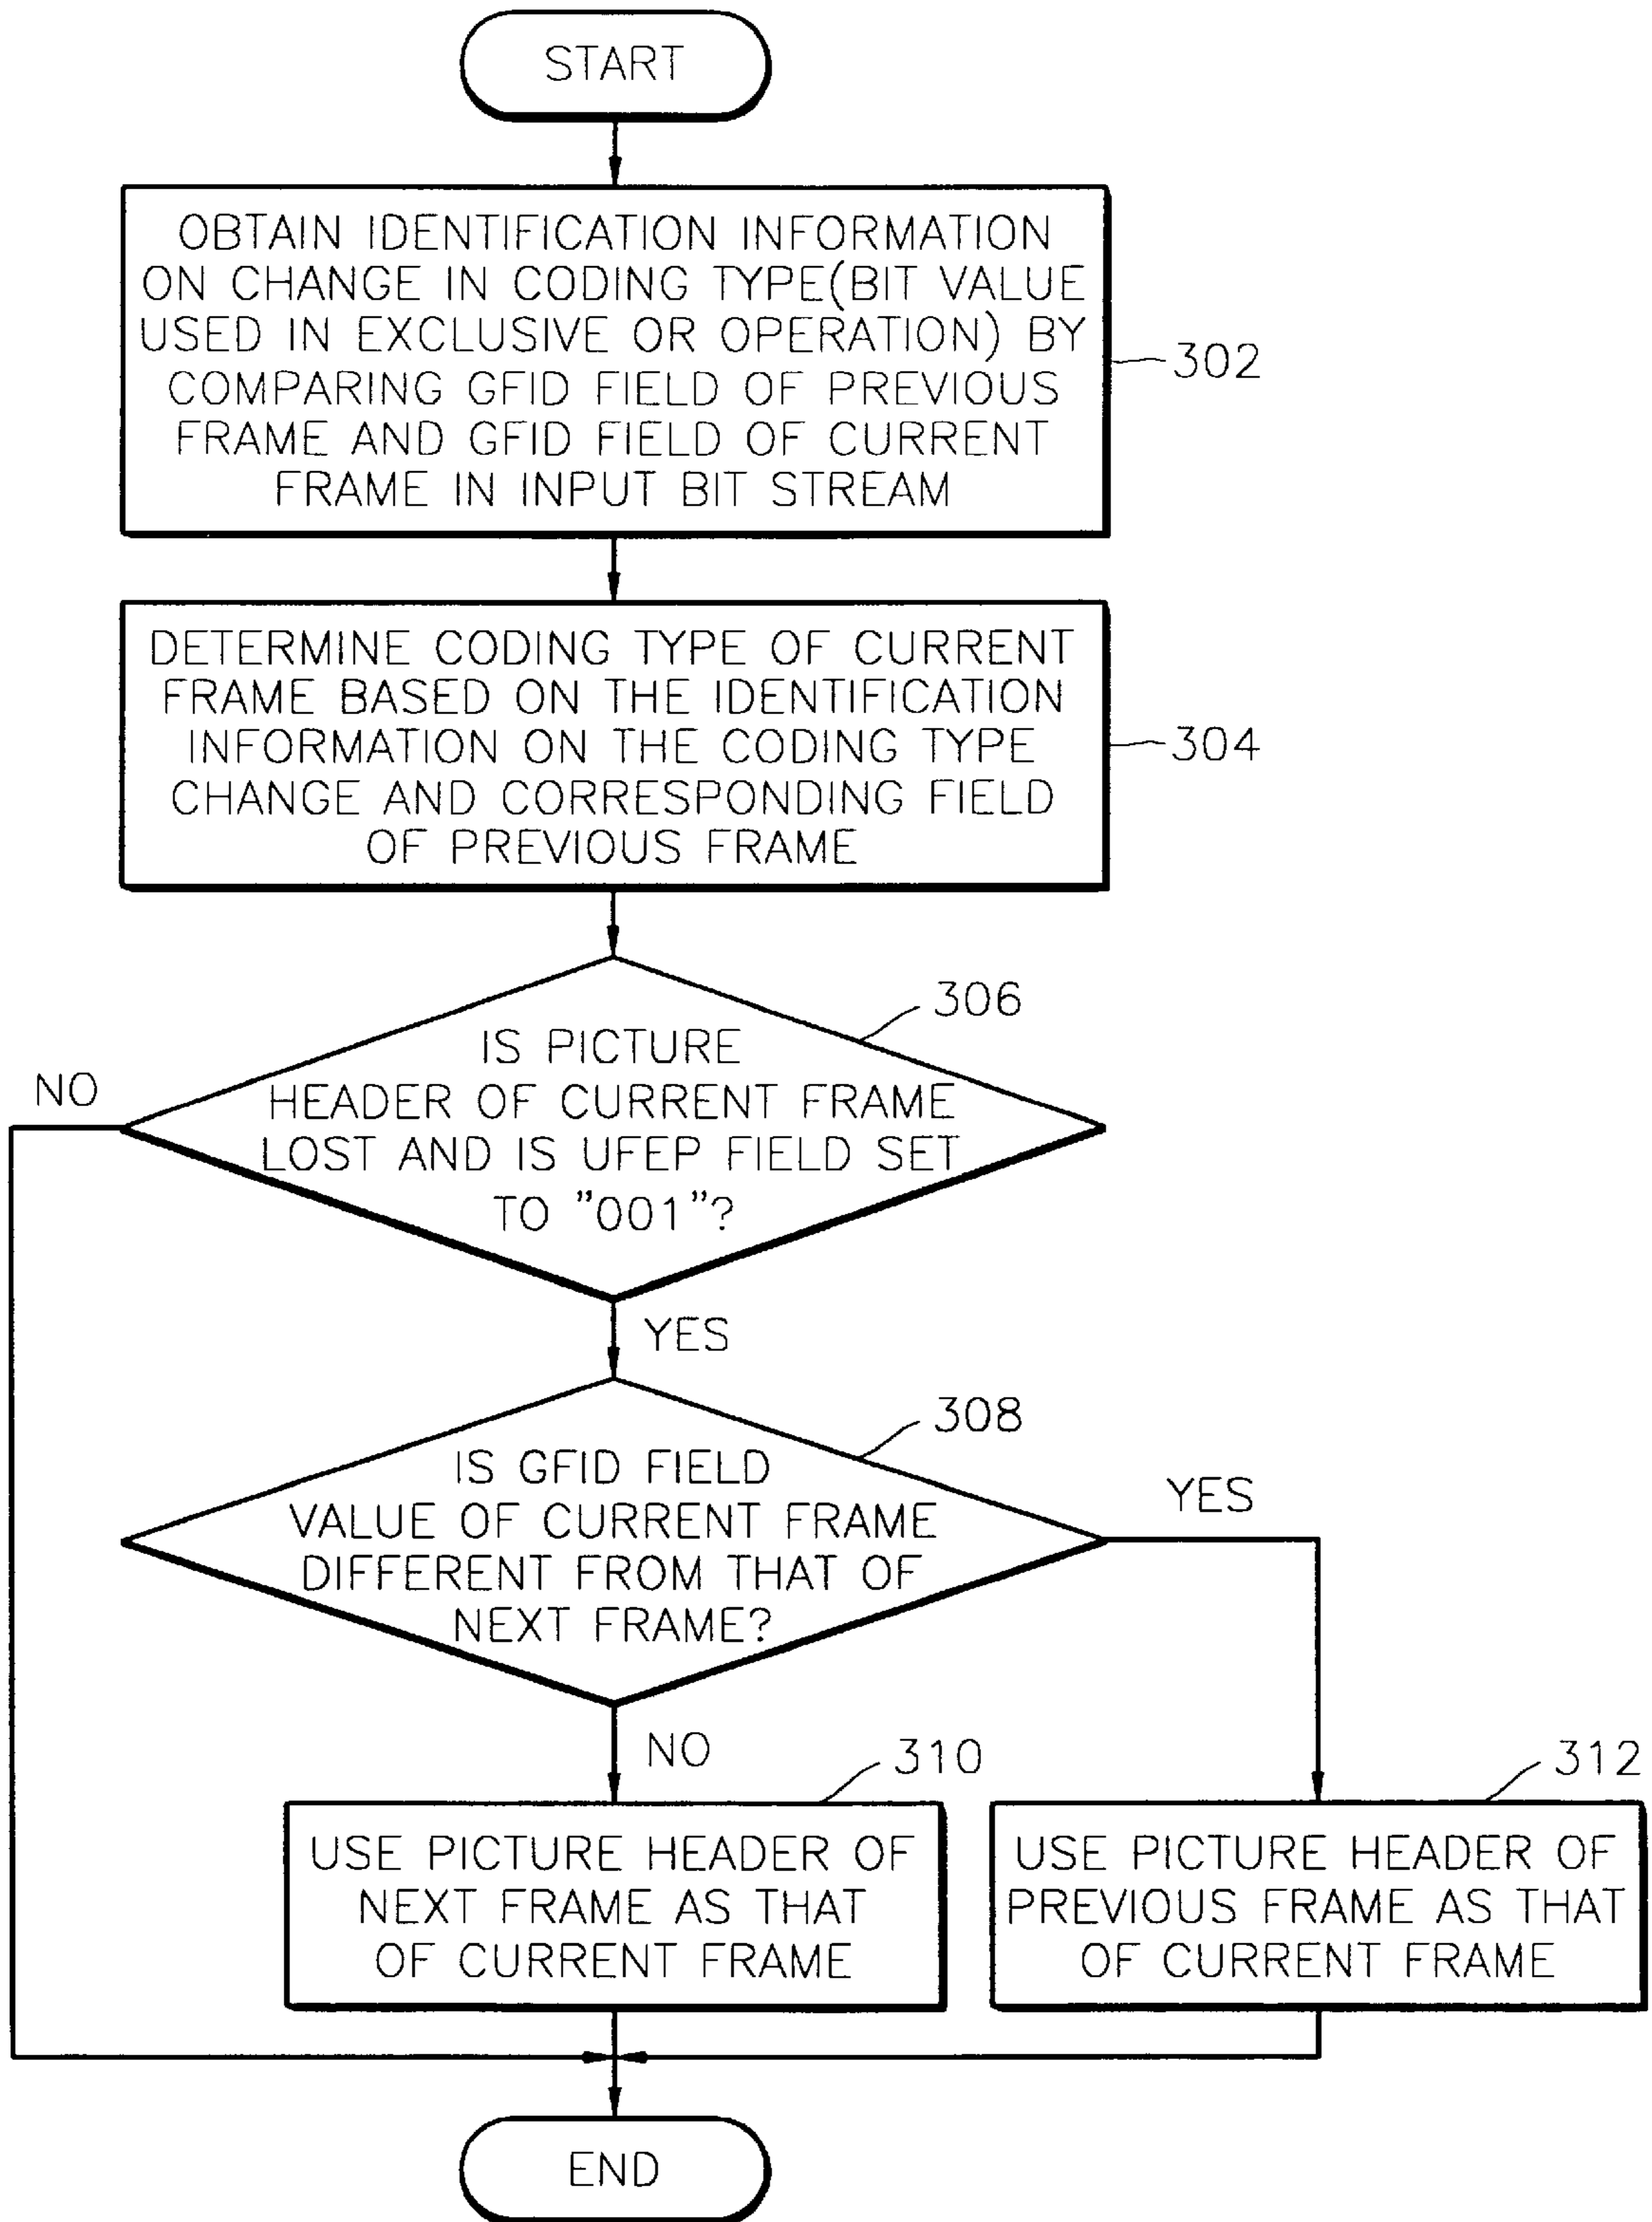 START
OBTAIN IDENTIFICATION INFORMATION
ON CHANGE IN CODING TYPE(BIT VALUE
USED IN EXCLUSIVE OR OPERATION) BY
COMPARING GFID FIELD OF PREVIOUS
FRAME AND GFID FIELD OF CURRENT
FRAME IN INPUT BIT STREAM
302
DETERMINE CODING TYPE OF CURRENT
FRAME BASED ON THE IDENTIFICATION
INFORMATION ON THE CODING TYPE
CHANGE AND CORRESPONDING FIELD
OF PREVIOUS FRAME
304
306
IS PICTURE
HEADER OF CURRENT FRAME
LOST AND IS UFEP FIELD SET
TO "001"?
NO
YES
308
IS GFID FIELD
VALUE OF CURRENT FRAME
DIFFERENT FROM THAT OF
NEXT FRAME?
YES
NO
310
USE PICTURE HEADER OF
NEXT FRAME AS THAT
OF CURRENT FRAME
312
USE PICTURE HEADER OF
PREVIOUS FRAME AS THAT
OF CURRENT FRAME
END